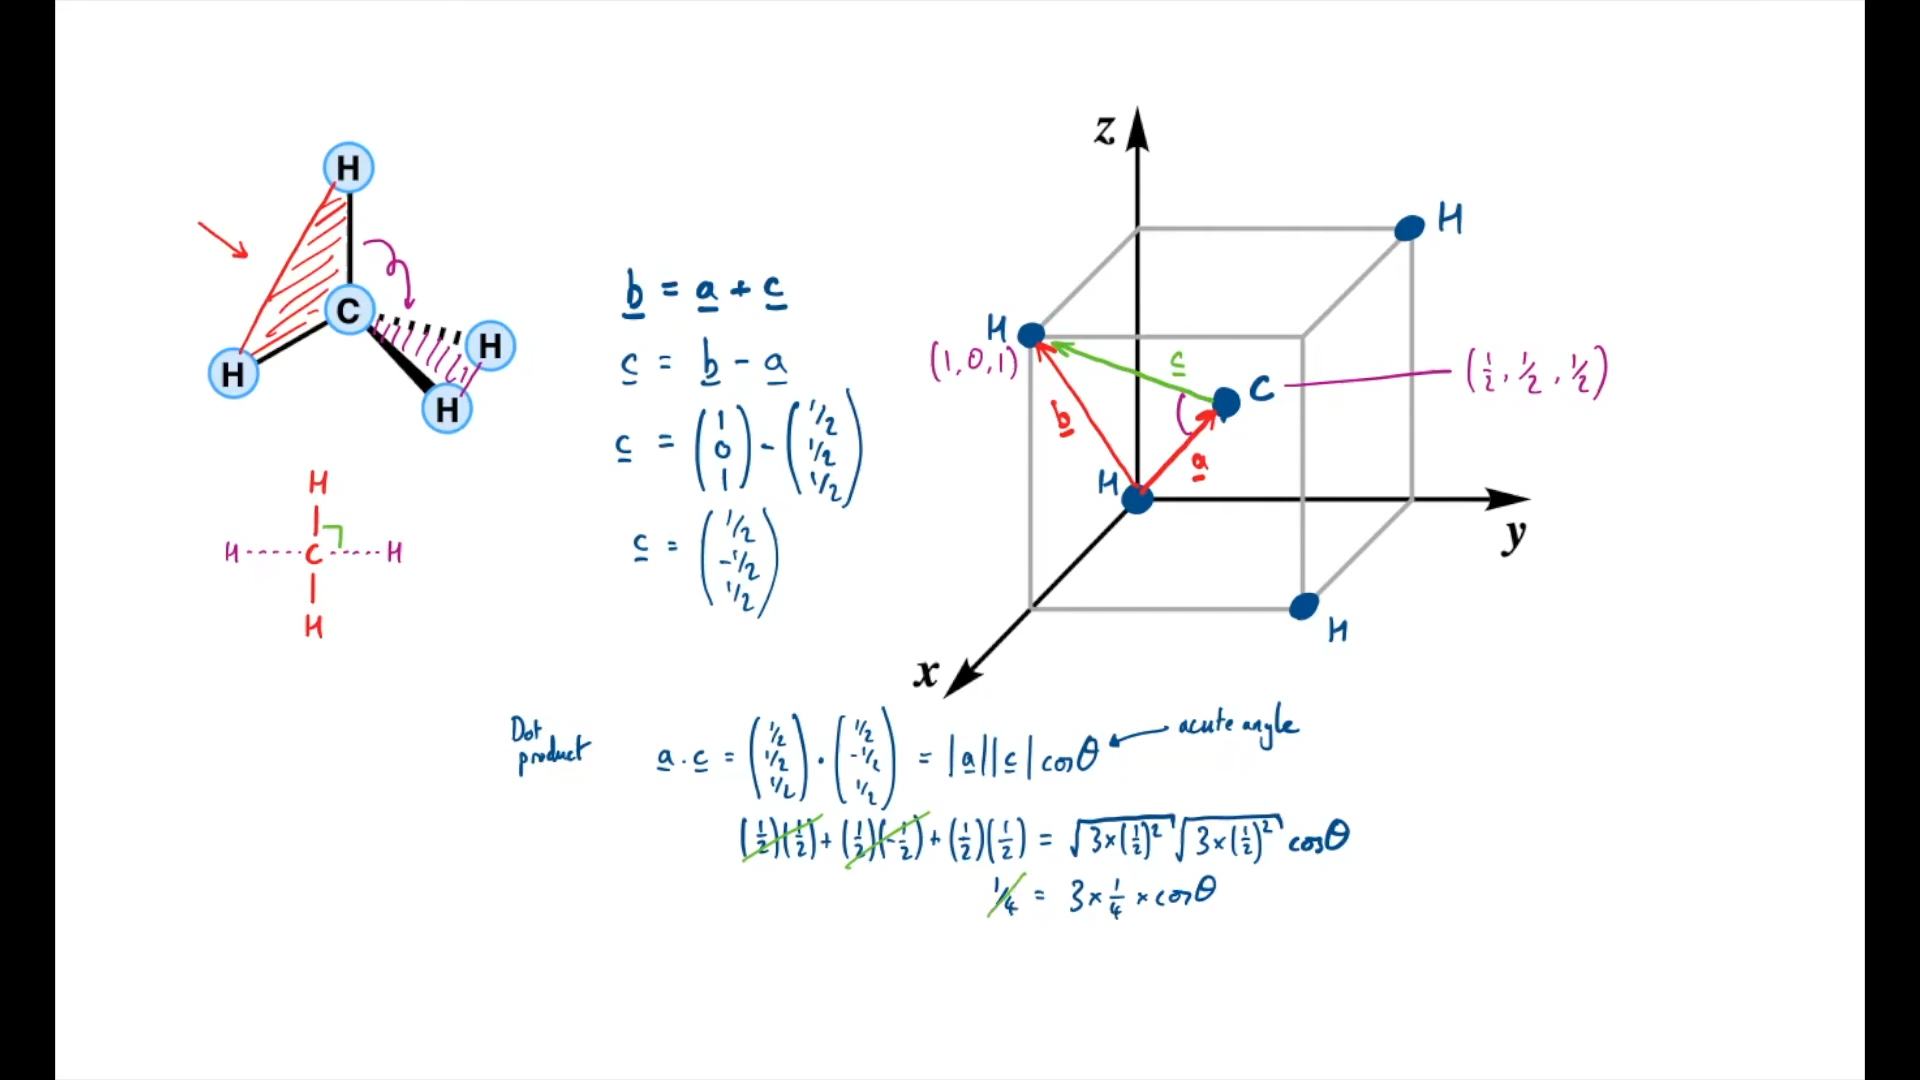 H
C
H
H
H
H
H C H
H
b = a + c
c = b - a
c = (1 0 1) - (1/2 1/2 1/2)
c = (1/2 -1/2 1/2)
z
H
H
(1,0,1)
c
C
(1/2, 1/2, 1/2)
b
a
H
y
H
x
Dot product
a . c = (1/2 1/2 1/2) . (1/2 -1/2 1/2) = |a||c| cosθ
acute angle
(1/2)(1/2) + (1/2)(-1/2) + (1/2)(1/2) = √3×(1/2)² √3×(1/2)² cosθ
1/4 = 3 × 1/4 × cosθ